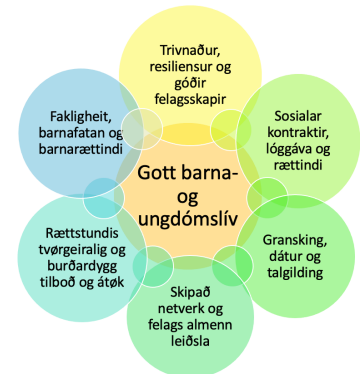 Trivnaður,
resiliensur og
góðir
felagsskapir
Fakligheit,
barnafatan og
barnarættindi
Sosialar
kontraktir,
lóggáva og
rættindi
Gott barna-
og
ungdómslív
Rættstundis
tvørgeiralig og
burðardygg
tilboð og átøk
Gransking,
dátur og
talgilding
Skipað
netverk og
felags almenn
leiðsla